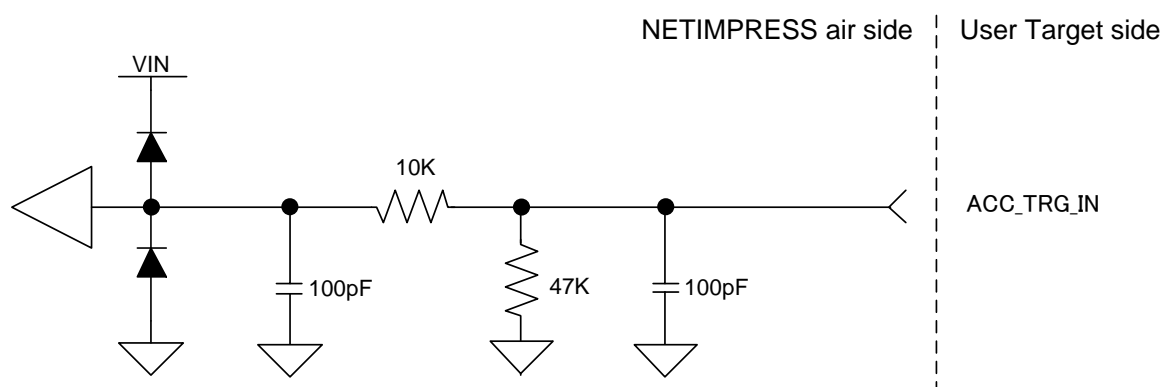 NETIMPRESS air side
User Target side
VIN
10K
ACC_TRG_IN
100pF
47K
100pF